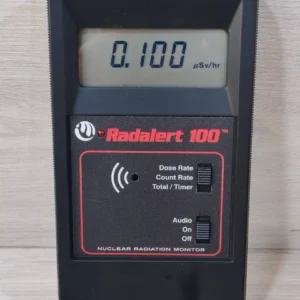 0.100 µSv/hr
Radalert 100™
Dose Rate
Count Rate
Total / Timer
Audio
On
Off
NUCLEAR RADIATION MONITOR